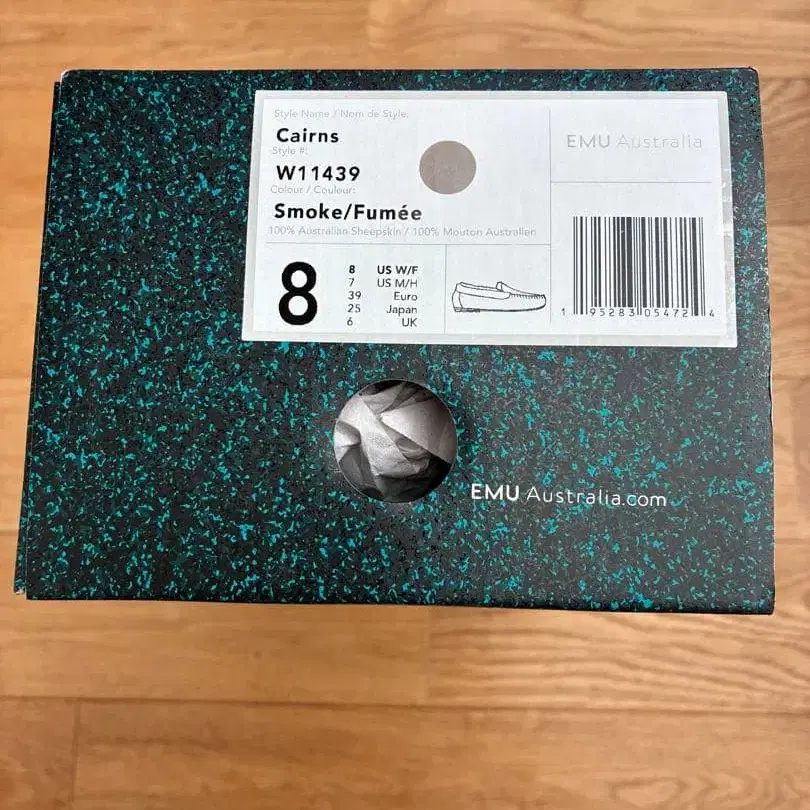 Style Name / Nom de Style:
Cairns
Style #:
W11439
Colour / Couleur:
Smoke/Fumée
100% Australian Sheepskin / 100% Mouton Australien
EMU Australia
8
8 US W/F
7 US M/H
39 Euro
25 Japan
6 UK
1 95283 05472 4
EMU Australia.com